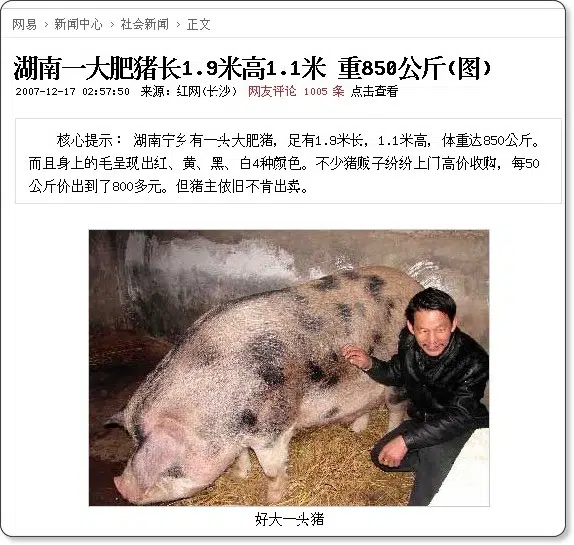 网易 > 新闻中心 > 社会新闻 > 正文
湖南一大肥猪长1.9米高1.1米 重850公斤(图)
2007-12-17 02:57:50 来源: 红网(长沙) 网友评论 1005 条 点击查看
核心提示: 湖南宁乡有一头大肥猪, 足有1.9米长, 1.1米高, 体重达850公斤。
而且身上的毛呈现出红、黄、黑、白4种颜色。不少猪贩子纷纷上门高价收购, 每50
公斤价出到了800多元。但猪主依旧不肯出卖。
好大一头猪